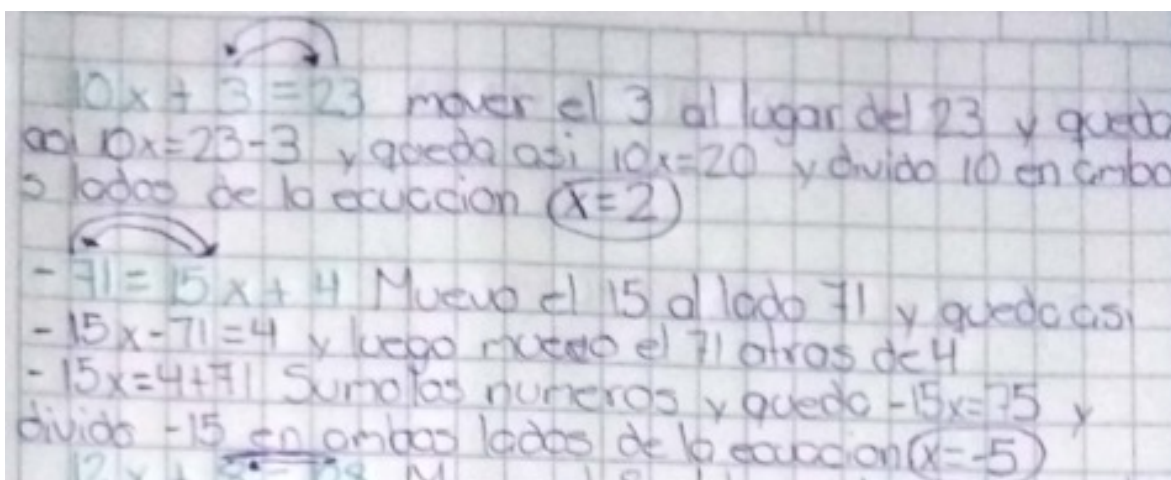 10x + 3 = 23 mover el 3 al lugar del 23 y queda
asi 10x=23-3 y queda asi 10x=20 y divido 10 en ambo
s lados de la ecuccion x=2
-71=15x+4 Muevo el 15 al lado 71 y queda asi
-15x-71=4 y luego muevo el 71 atras de 4
-15x=4+71 Sumo los numeros y queda -15x=75 y
divido -15 en ambos lados de la ecuccion x=-5